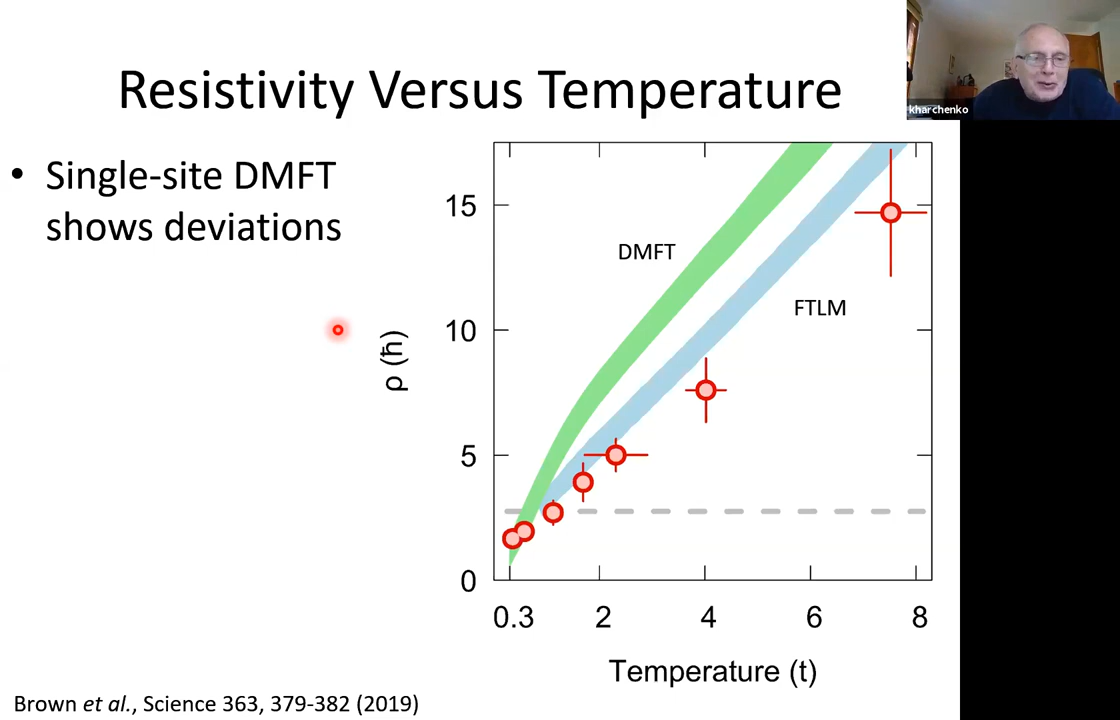 Resistivity Versus Temperature
kharchenko
• Single-site DMFT
shows deviations
15
10
5
0
ρ (ħ)
DMFT
FTLM
0.3 2 4 6 8
Temperature (t)
Brown et al., Science 363, 379-382 (2019)